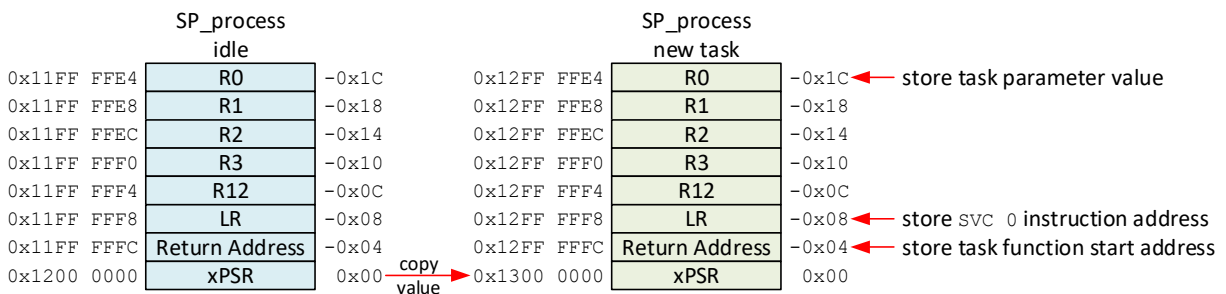 SP_process idle SP_process new task
0x11FF FFE4 R0 -0x1C 0x12FF FFE4 R0 -0x1C store task parameter value
0x11FF FFE8 R1 -0x18 0x12FF FFE8 R1 -0x18
0x11FF FFEC R2 -0x14 0x12FF FFEC R2 -0x14
0x11FF FFF0 R3 -0x10 0x12FF FFF0 R3 -0x10
0x11FF FFF4 R12 -0x0C 0x12FF FFF4 R12 -0x0C
0x11FF FFF8 LR -0x08 0x12FF FFF8 LR -0x08 store SVC 0 instruction address
0x11FF FFFC Return Address -0x04 0x12FF FFFC Return Address -0x04 store task function start address
0x1200 0000 xPSR 0x00 copy value 0x1300 0000 xPSR 0x00